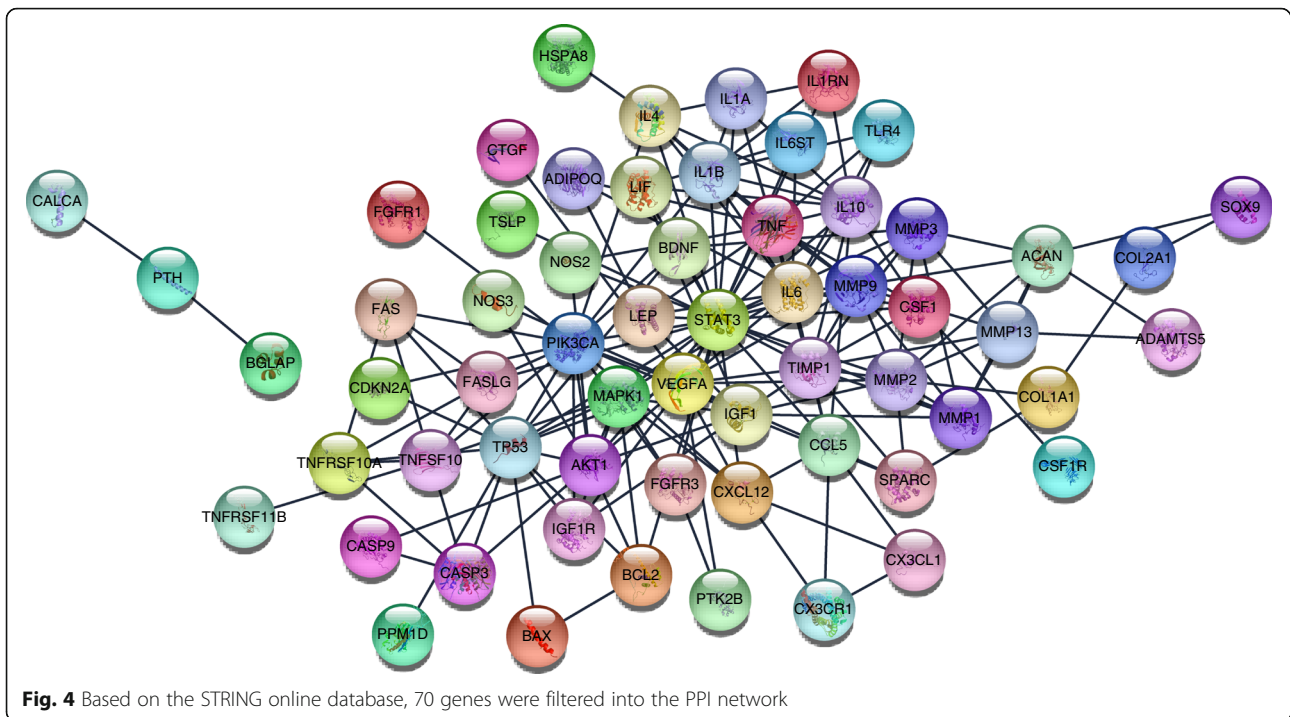 HSPA8
IL1A
IL1RN
IL4
TLR4
IL6ST
CTGF
ADIPOQ
LIF
IL1B
CALCA
FGFR1
TSLP
IL10
SOX9
TNF
MMP3
BDNF
ACAN
COL2A1
NOS2
PTH
NOS3
IL6
MMP9
CSF1
FAS
LEP
STAT3
MMP13
ADAMTS5
PIK3CA
BGLAP
CDKN2A
FASLG
MAPK1
VEGFA
TIMP1
MMP2
COL1A1
IGF1
MMP1
TNFRSF10A
TNFSF10
TP53
AKT1
CCL5
CSF1R
FGFR3
CXCL12
SPARC
TNFRSF11B
IGF1R
CASP9
CASP3
BCL2
CX3CL1
PTK2B
CX3CR1
PPM1D
BAX
Fig. 4 Based on the STRING online database, 70 genes were filtered into the PPI network